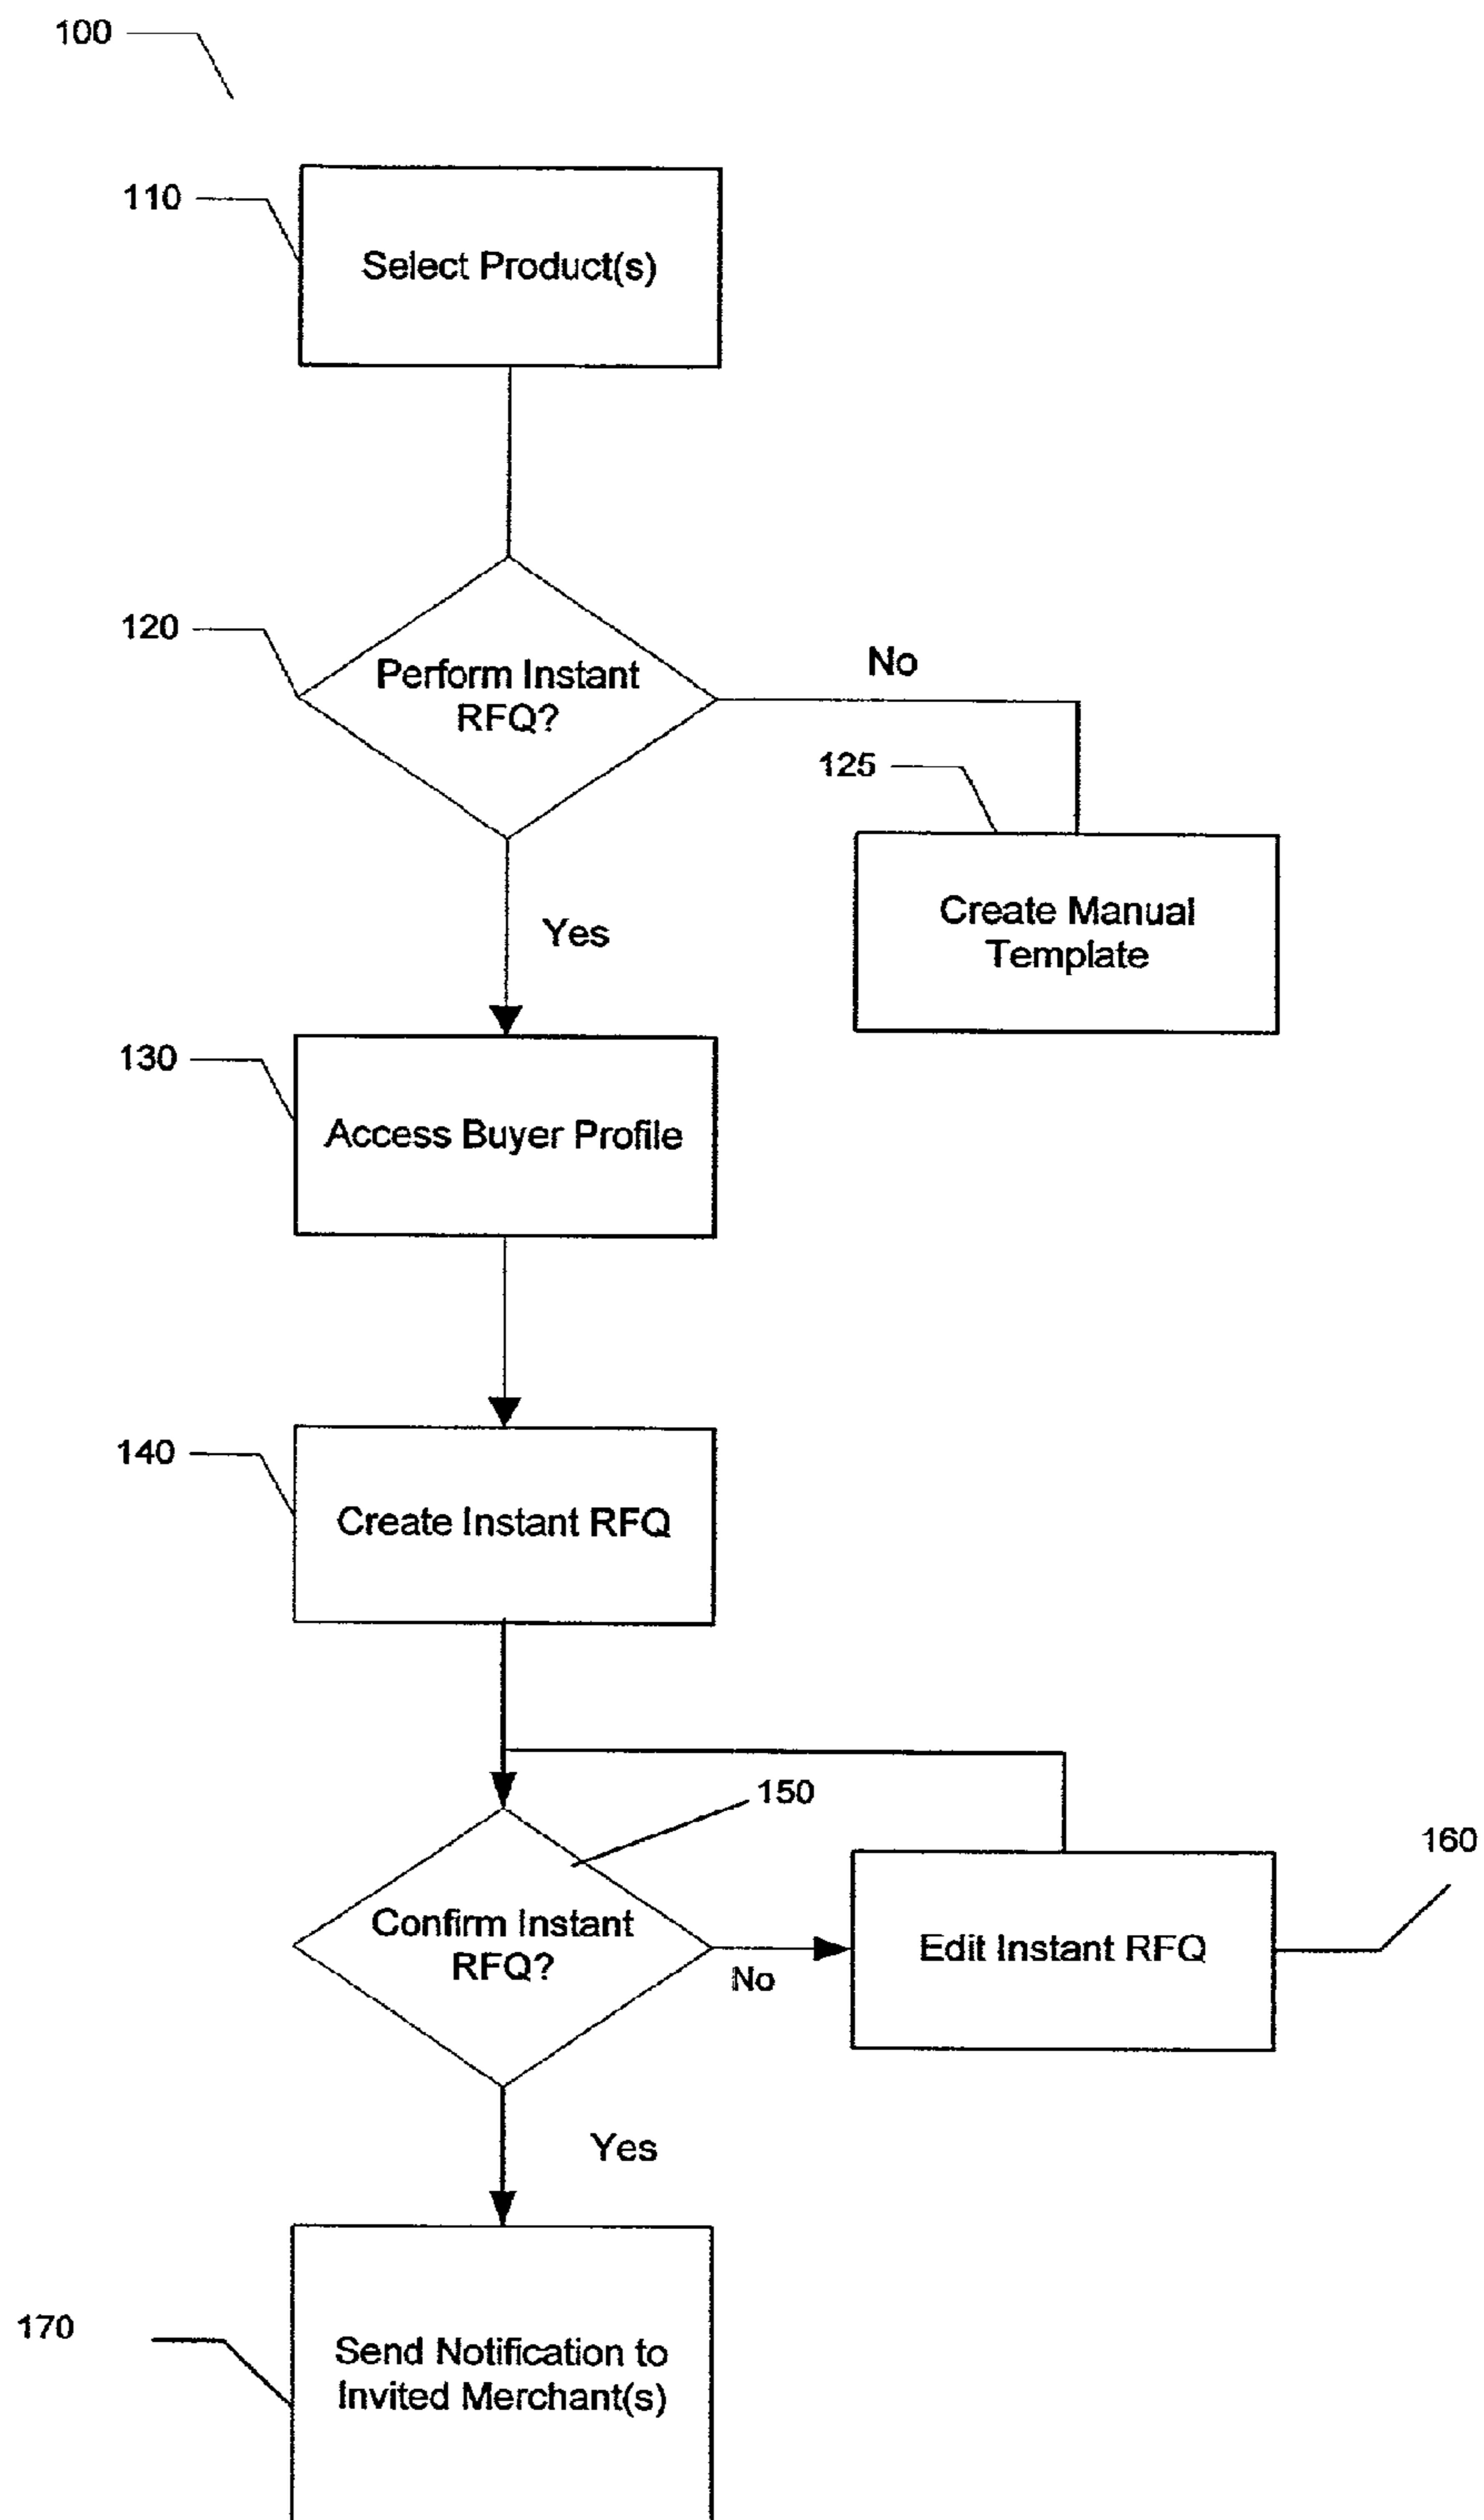 100
110
Select Product(s)
120
Perform Instant
RFQ?
No
125
Create Manual
Template
Yes
130
Access Buyer Profile
140
Create Instant RFQ
150
160
Confirm Instant
RFQ?
No
Edit Instant RFQ
Yes
170
Send Notification to
Invited Merchant(s)